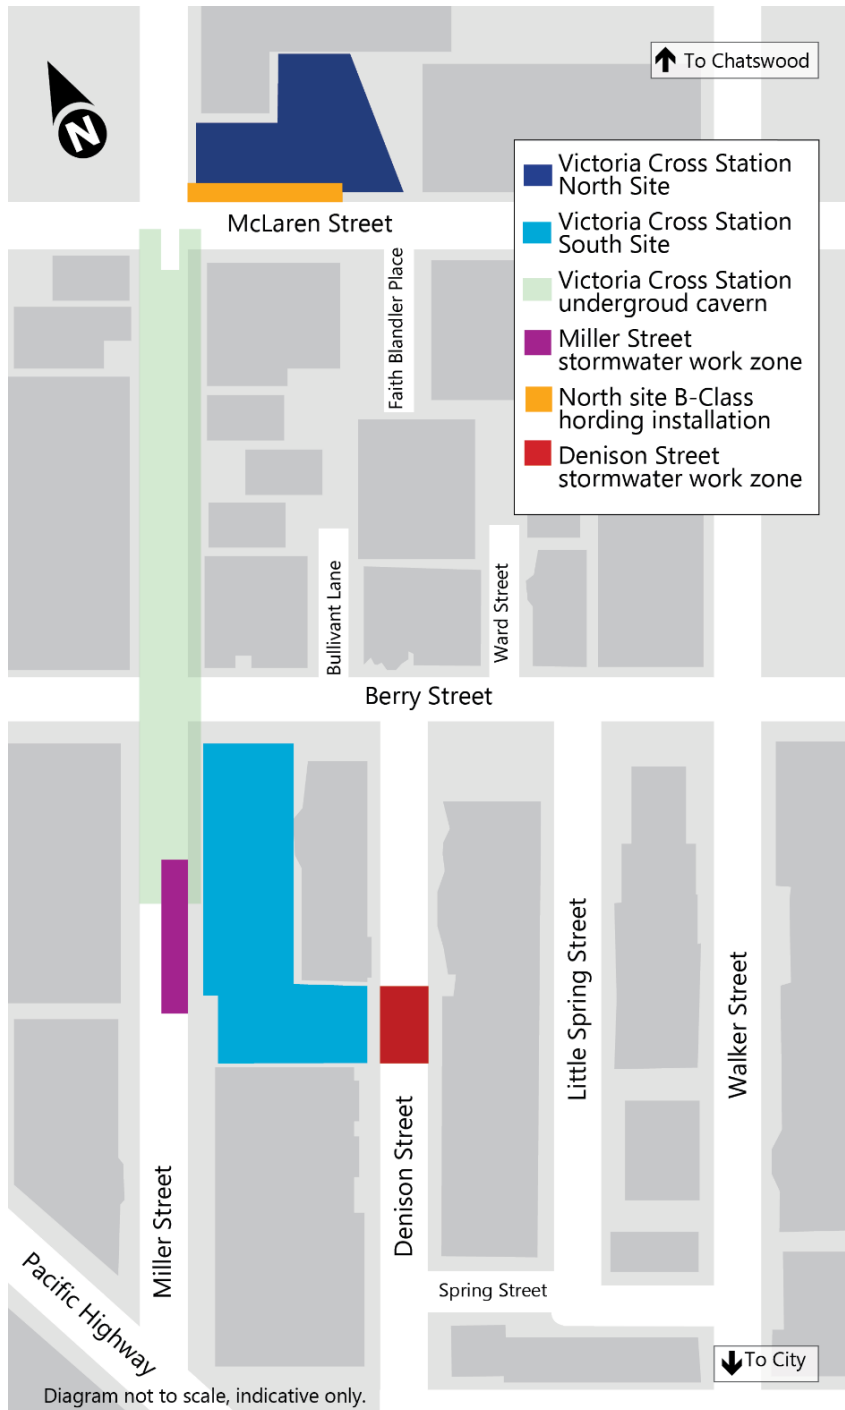 To Chatswood
N
Victoria Cross Station
North Site
Victoria Cross Station
South Site
Victoria Cross Station
undergroud cavern
Miller Street
stormwater work zone
North site B-Class
hording installation
Denison Street
stormwater work zone
McLaren Street
Faith Blandler Place
Bullivant Lane
Ward Street
Berry Street
Little Spring Street
Walker Street
Denison Street
Miller Street
Pacific Highway
Spring Street
To City
Diagram not to scale, indicative only.